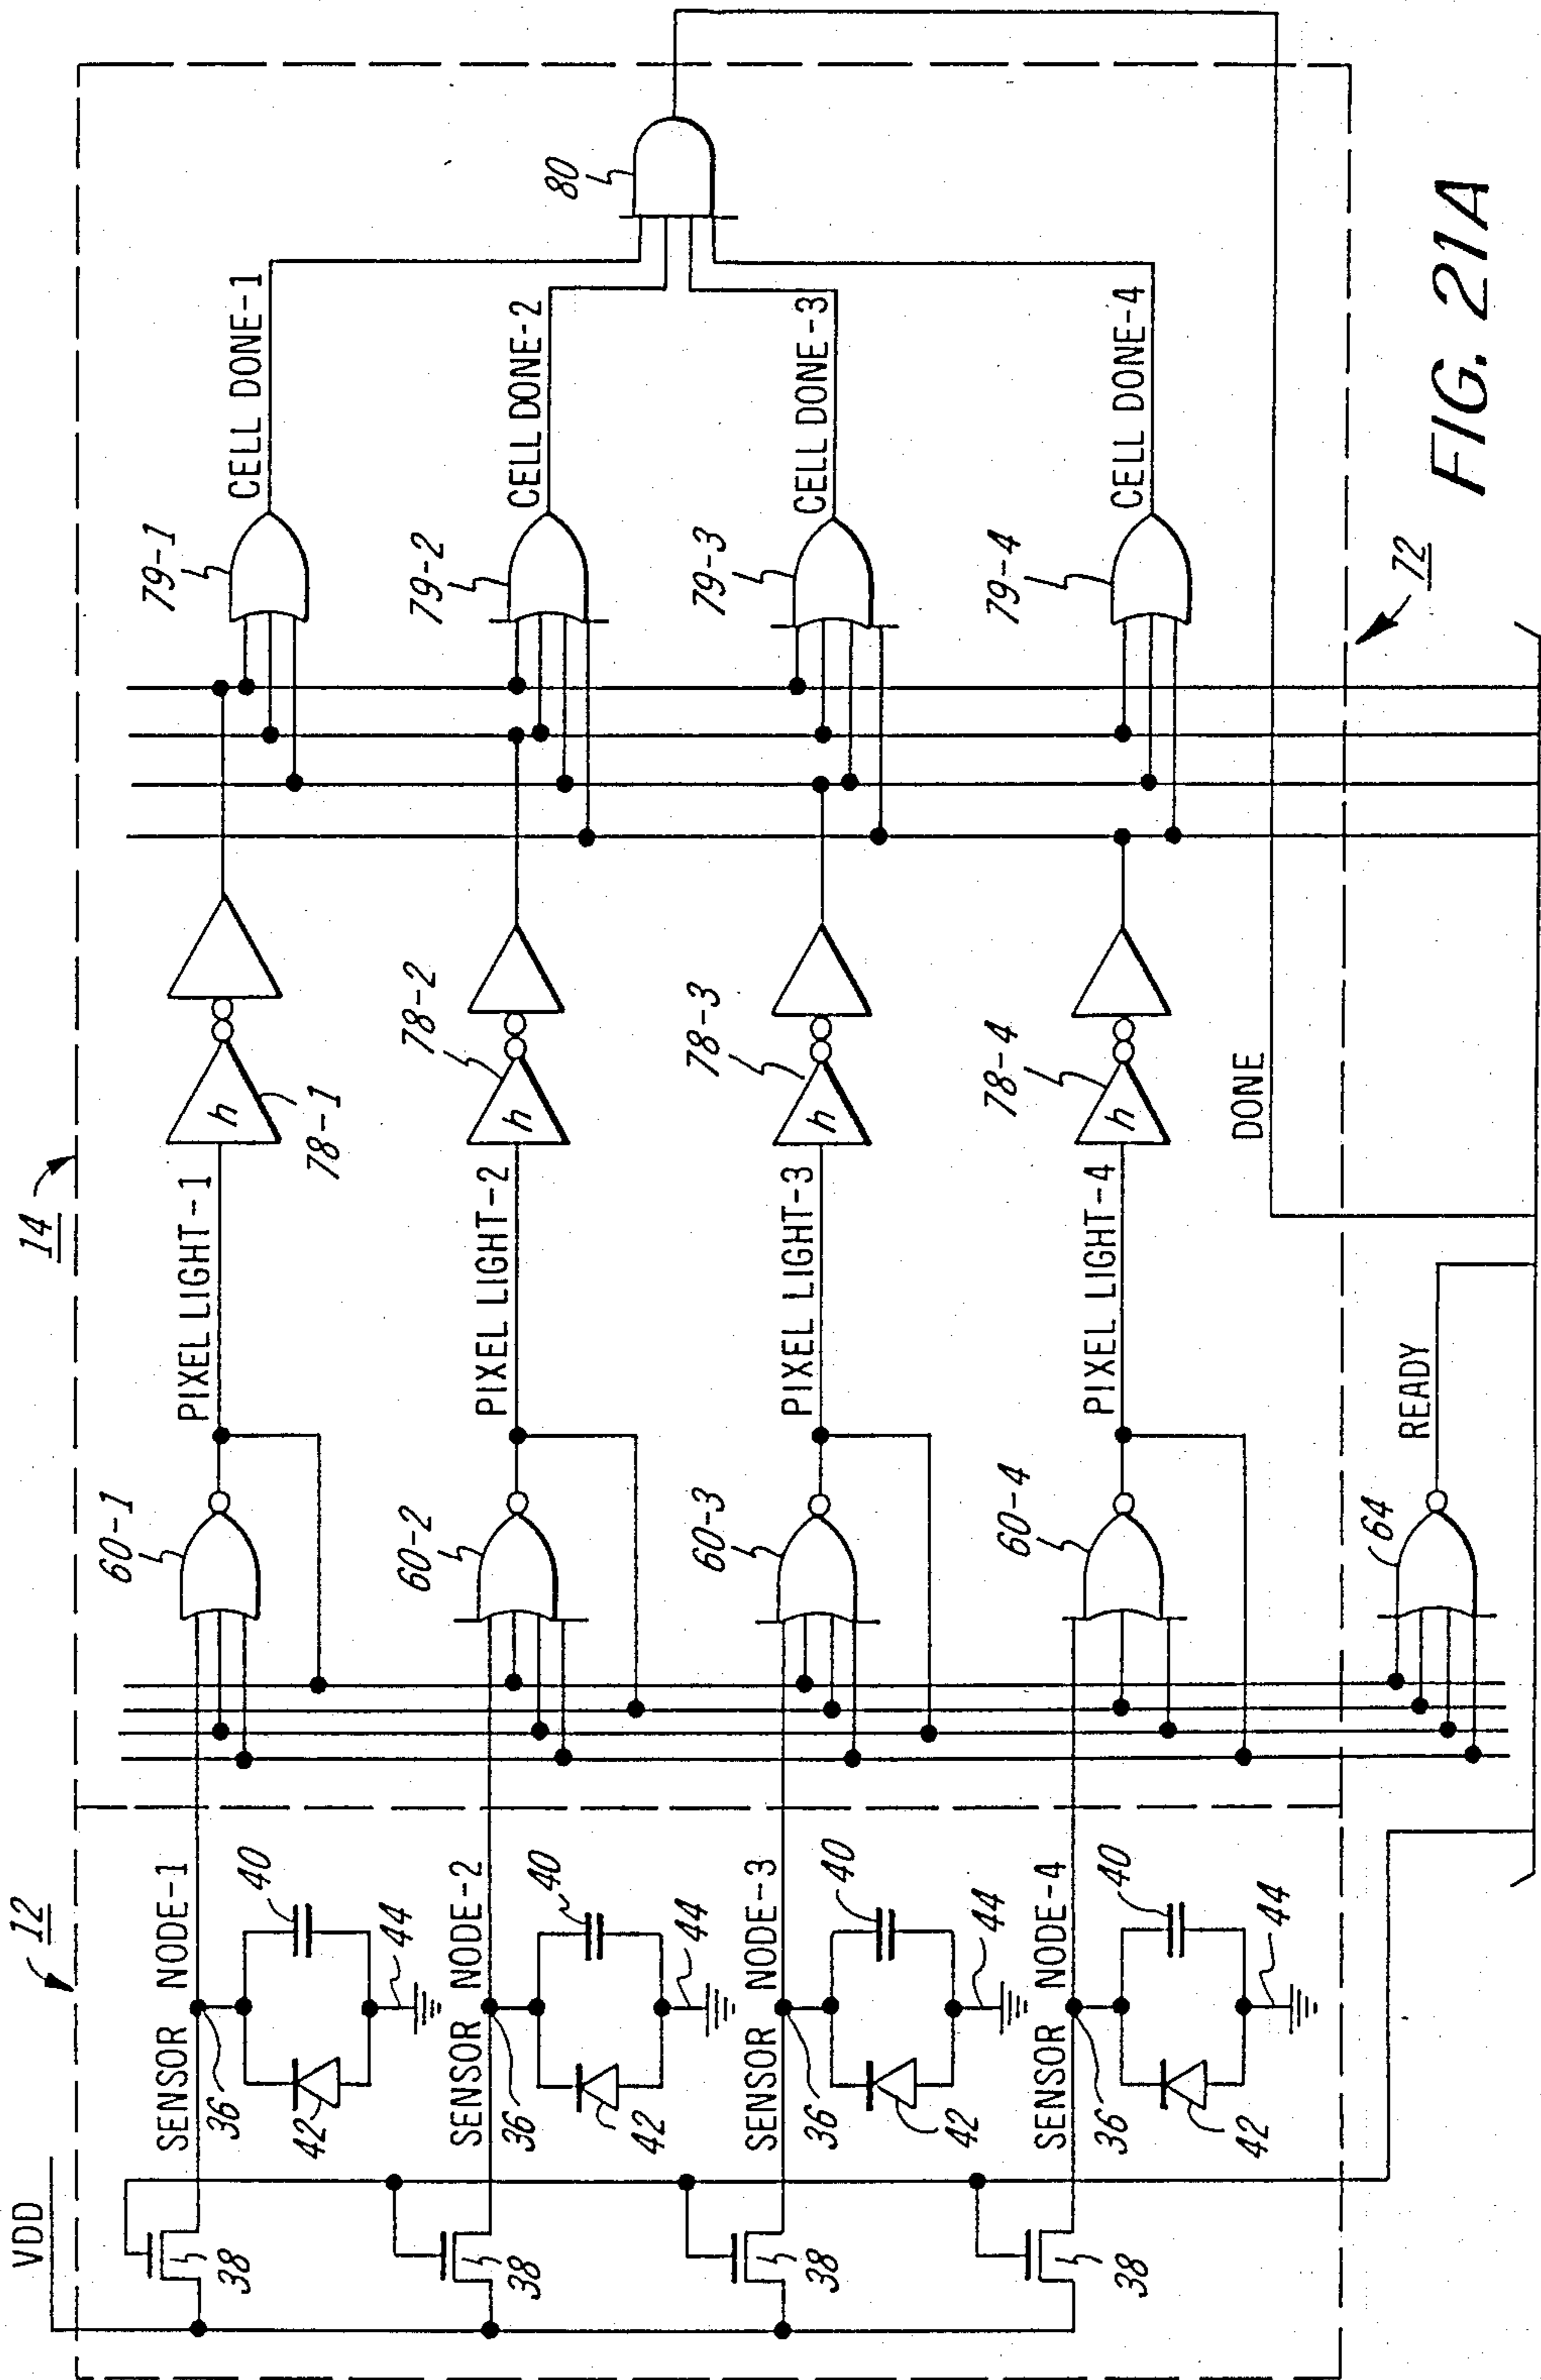 14
12
VDD
SENSOR NODE-1
36
42
40
44
38
60-1
PIXEL LIGHT-1
h
78-1
79-1
CELL DONE-1
SENSOR NODE-2
36
42
40
44
38
60-2
PIXEL LIGHT-2
h
78-2
79-2
CELL DONE-2
80
SENSOR NODE-3
36
42
40
44
38
60-3
PIXEL LIGHT-3
h
78-3
79-3
CELL DONE-3
SENSOR NODE-4
36
42
40
44
38
60-4
PIXEL LIGHT-4
h
78-4
79-4
CELL DONE-4
DONE
64
READY
72
FIG. 21A